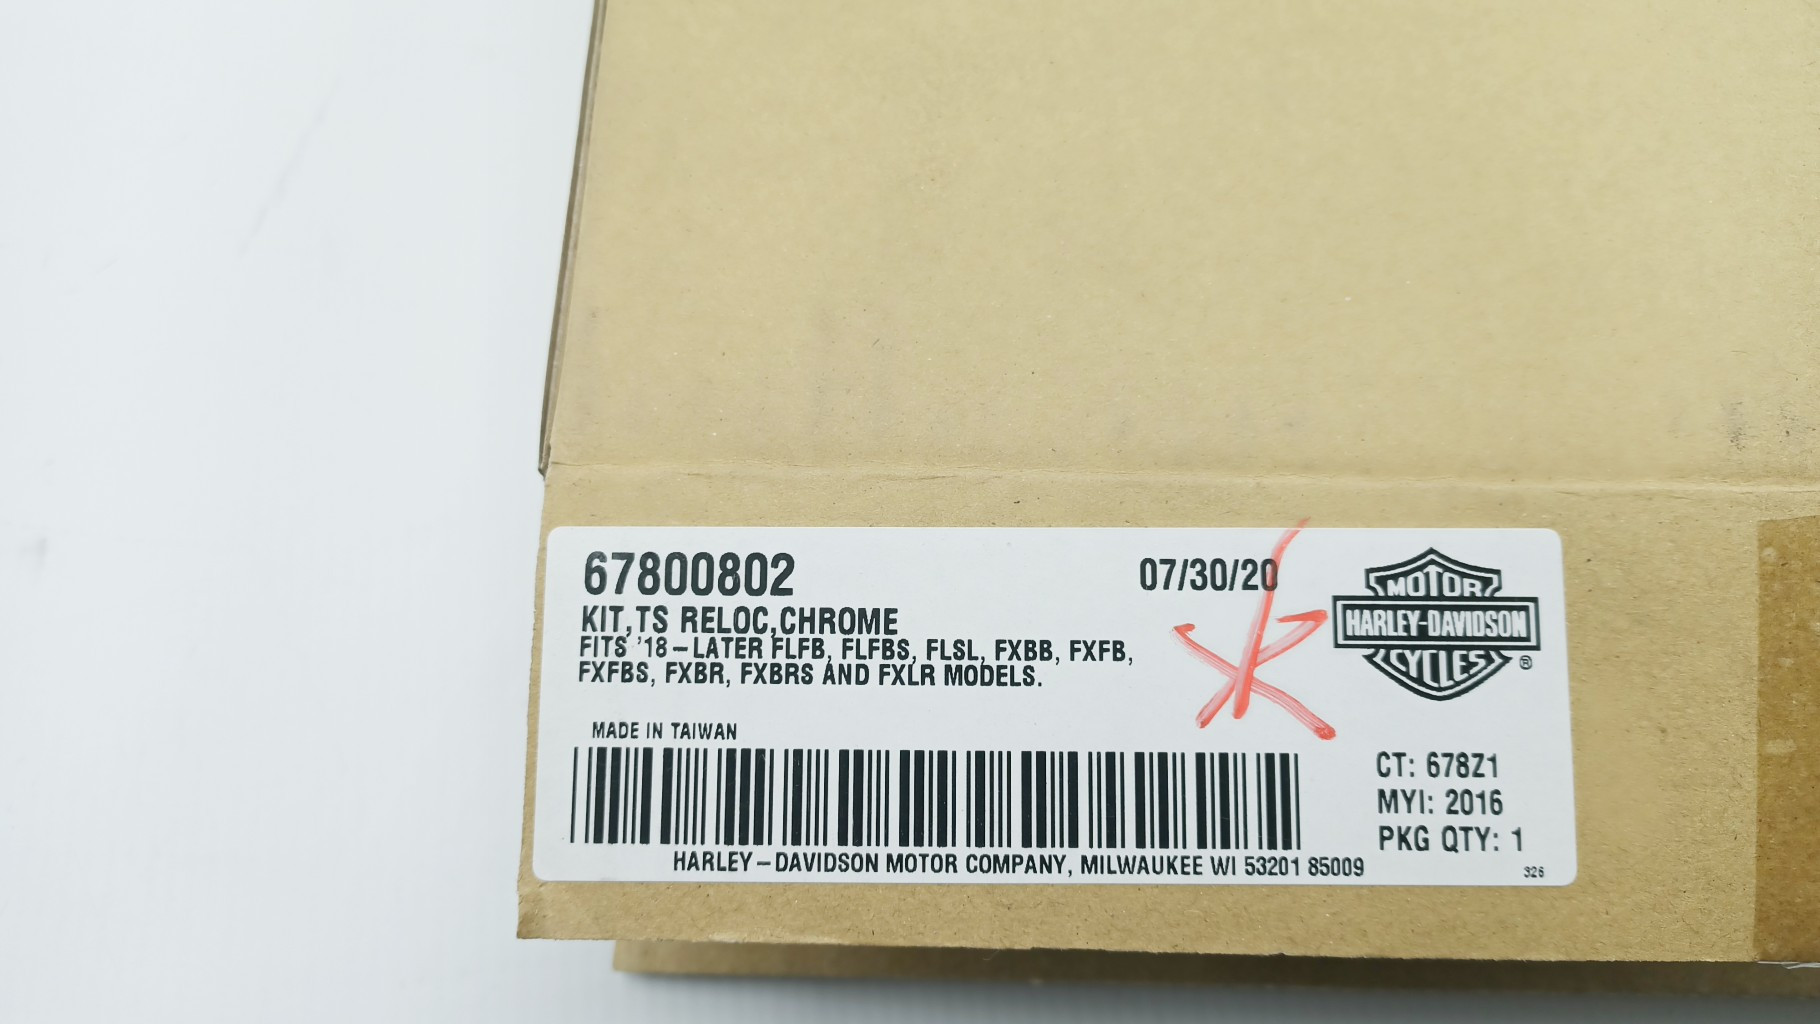 67800802
07/30/20
KIT,TS RELOC,CHROME
FITS '18-LATER FLFB, FLFBS, FLSL, FXBB, FXFB,
FXFBS, FXBR, FXBRS AND FXLR MODELS.
MOTOR
HARLEY-DAVIDSON
CYCLES
®
MADE IN TAIWAN
CT: 678Z1
MYI: 2016
PKG QTY: 1
HARLEY-DAVIDSON MOTOR COMPANY, MILWAUKEE WI 53201 85009
326